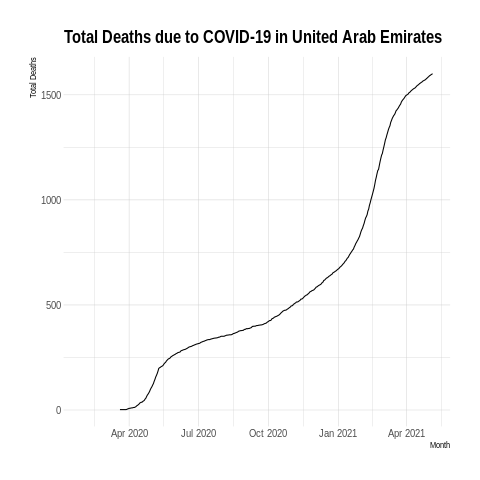 Total Deaths due to COVID-19 in United Arab Emirates
Total Deaths
1500
1000
500
0
Apr 2020 Jul 2020 Oct 2020 Jan 2021 Apr 2021
Month